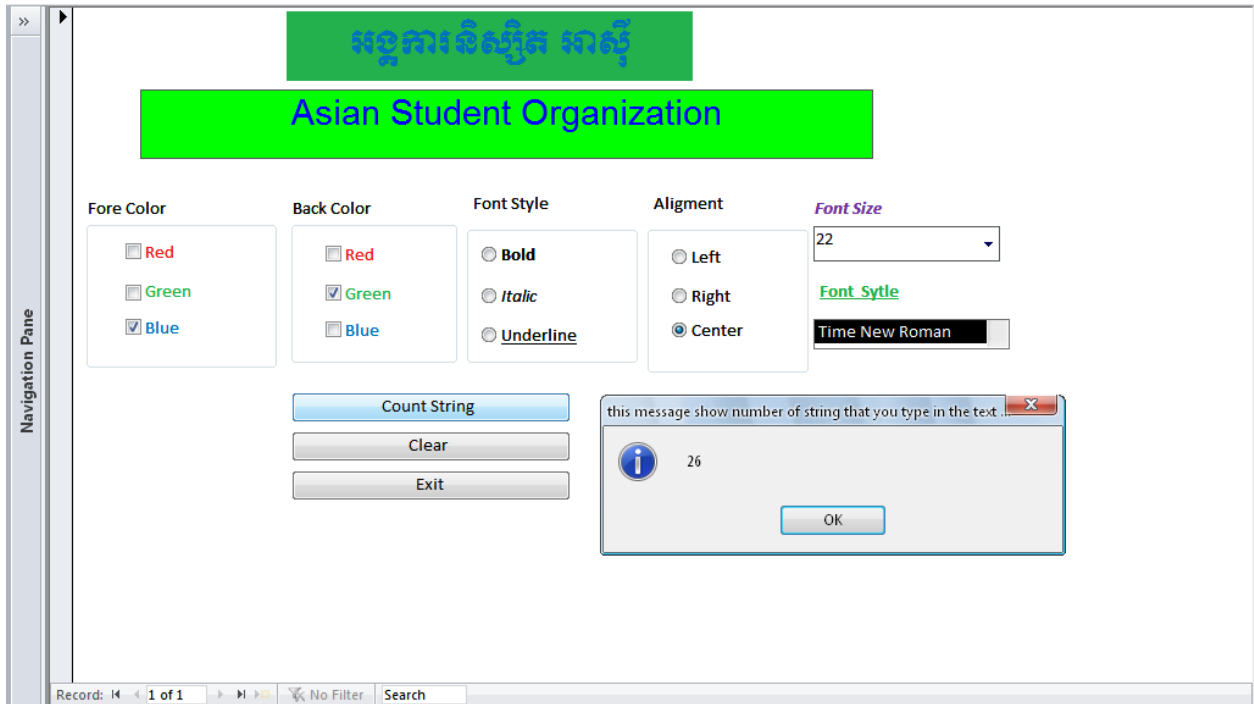 អង្គការនិស្សិត អាស៊ី
Asian Student Organization
Fore Color
Red
Green
Blue
Back Color
Red
Green
Blue
Font Style
Bold
Italic
Underline
Aligment
Left
Right
Center
Font Size
22
Font Sytle
Time New Roman
Count String
Clear
Exit
this message show number of string that you type in the text ...
26
OK
Navigation Pane
Record: 1 of 1 No Filter Search